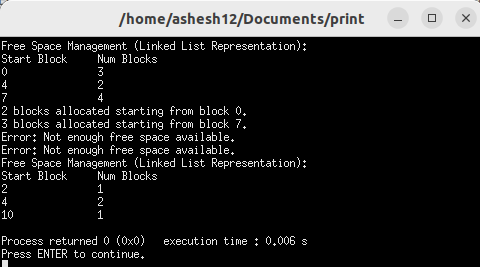 /home/ashesh12/Documents/print
Free Space Management (Linked List Representation):
Start Block     Num Blocks
0               3
4               2
7               4
2 blocks allocated starting from block 0.
3 blocks allocated starting from block 7.
Error: Not enough free space available.
Error: Not enough free space available.
Free Space Management (Linked List Representation):
Start Block     Num Blocks
2               1
4               2
10              1
Process returned 0 (0x0)   execution time : 0.006 s
Press ENTER to continue.